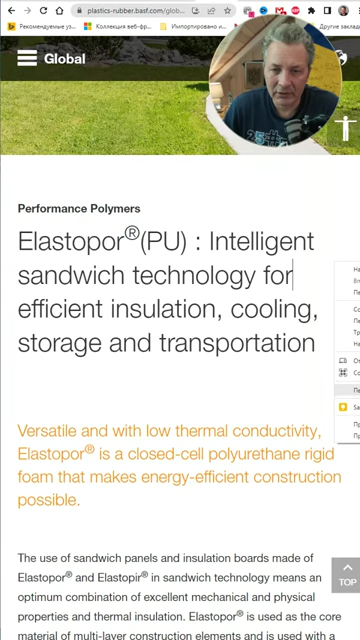 plastics-rubber.basf.com/globa
Рекомендуемые уз
Коллекция веб-фр
Импортировано и
Другие заклад
Global
Performance Polymers
Elastopor®(PU) : Intelligent
sandwich technology for
efficient insulation, cooling,
storage and transportation
Versatile and with low thermal conductivity,
Elastopor® is a closed-cell polyurethane rigid
foam that makes energy-efficient construction
possible.
The use of sandwich panels and insulation boards made of
Elastopor® and Elastopir® in sandwich technology means an
optimum combination of excellent mechanical and physical
properties and thermal insulation. Elastopor® is used as the core
material of multi-layer construction elements and is used with a
TOP